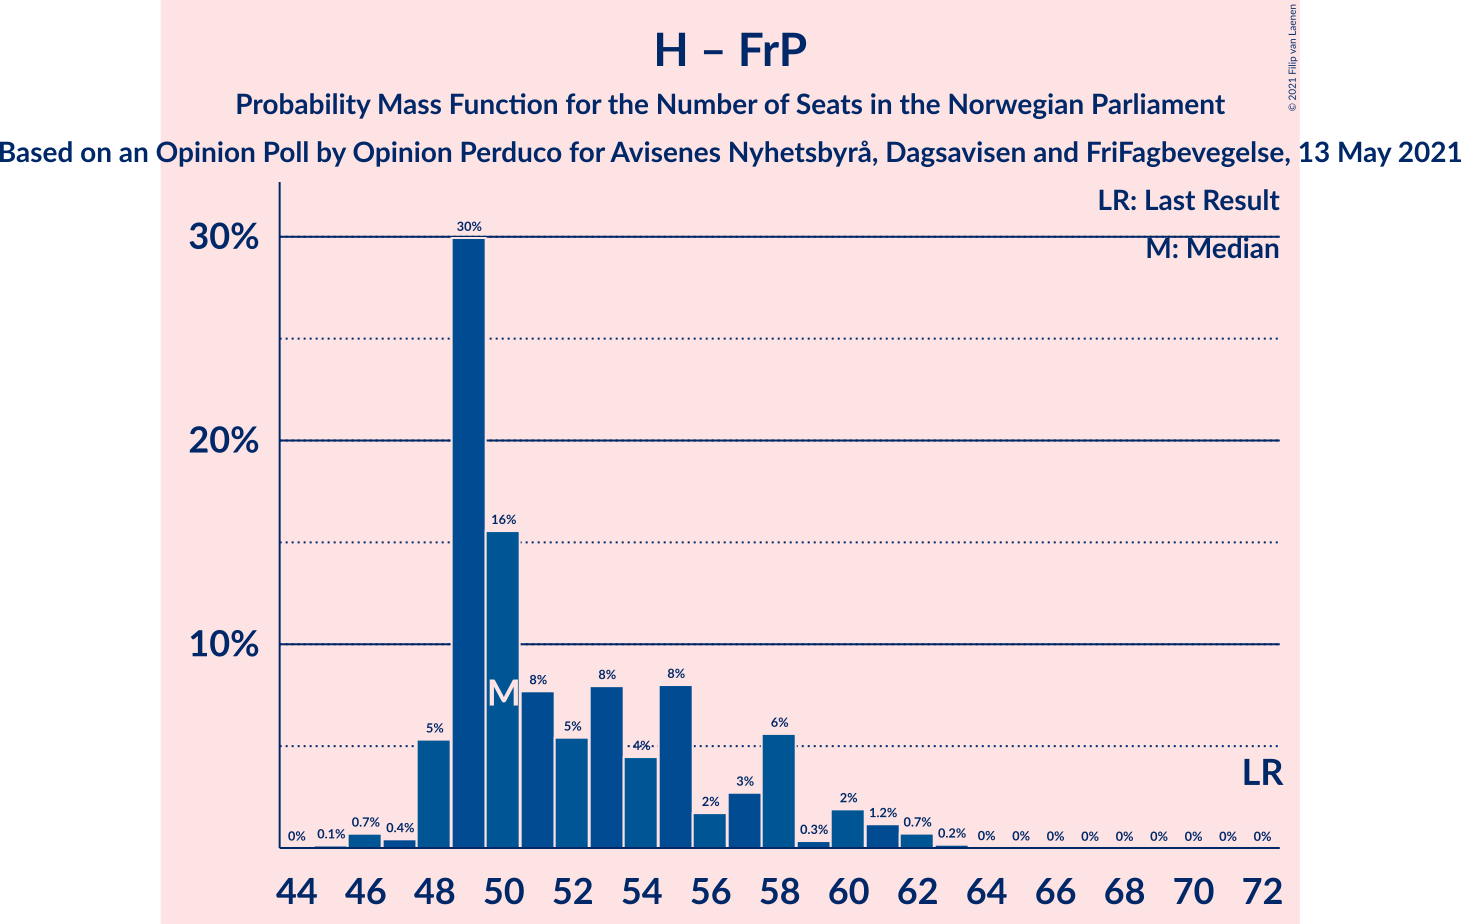 H – FrP
Probability Mass Function for the Number of Seats in the Norwegian Parliament
Based on an Opinion Poll by Opinion Perduco for Avisenes Nyhetsbyrå, Dagsavisen and FriFagbevegelse, 13 May 2021
© 2021 Filip van Laenen
LR: Last Result
M: Median
30%
20%
10%
0% 0.1% 0.7% 0.4% 5% 30% 16% 8% 5% 8% 4% 8% 2% 3% 6% 0.3% 2% 1.2% 0.7% 0.2% 0% 0% 0% 0% 0% 0% 0% 0% 0%
M
LR
44 46 48 50 52 54 56 58 60 62 64 66 68 70 72